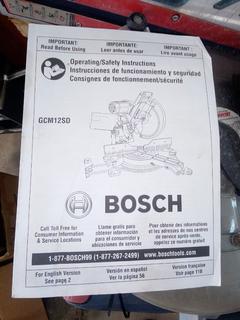 IMPORTANT:
Read Before Using
IMPORTANTE:
Leer antes de usar
IMPORTANT:
Lire avant usage
Operating/Safety Instructions
Instrucciones de funcionamiento y seguridad
Consignes de fonctionnement/sécurité
GCM12SD
BOSCH
Call Toll Free for
Consumer Information
& Service Locations
Llame gratis para
obtener información
para el consumidor y
ubicaciones de servicio
Pour obtenir des informations
et les adresses de nos centres
de service après-vente,
appelez ce numéro gratuit
1-877-BOSCH99 (1-877-267-2499) www.boschtools.com
For English Version
See page 2
Versión en español
Ver la página 56
Version française
Voir page 110